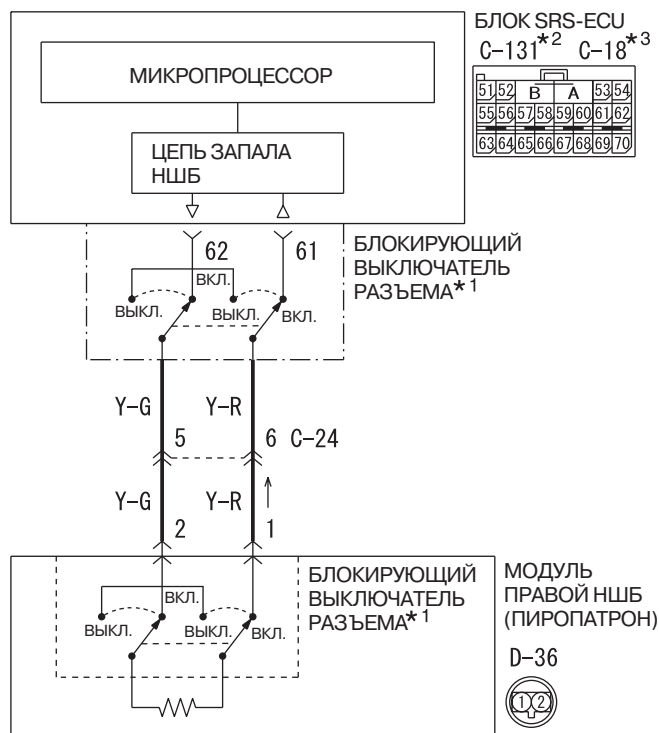 БЛОК SRS-ECU
C-131*2 C-18*3
МИКРОПРОЦЕССОР
51 52 B A 53 54
55 56 57 58 59 60 61 62
63 64 65 66 67 68 69 70
ЦЕПЬ ЗАПАЛА
НШБ
62 61
БЛОКИРУЮЩИЙ
ВЫКЛЮЧАТЕЛЬ
РАЗЪЕМА*1
ВКЛ.
ВЫКЛ. ВЫКЛ. ВКЛ.
Y-G Y-R
5 6 C-24
Y-G Y-R
2 1
БЛОКИРУЮЩИЙ
ВЫКЛЮЧАТЕЛЬ
РАЗЪЕМА*1
ВКЛ.
ВЫКЛ. ВЫКЛ. ВКЛ.
МОДУЛЬ
ПРАВОЙ НШБ
(ПИРОПАТРОН)
D-36
1 2